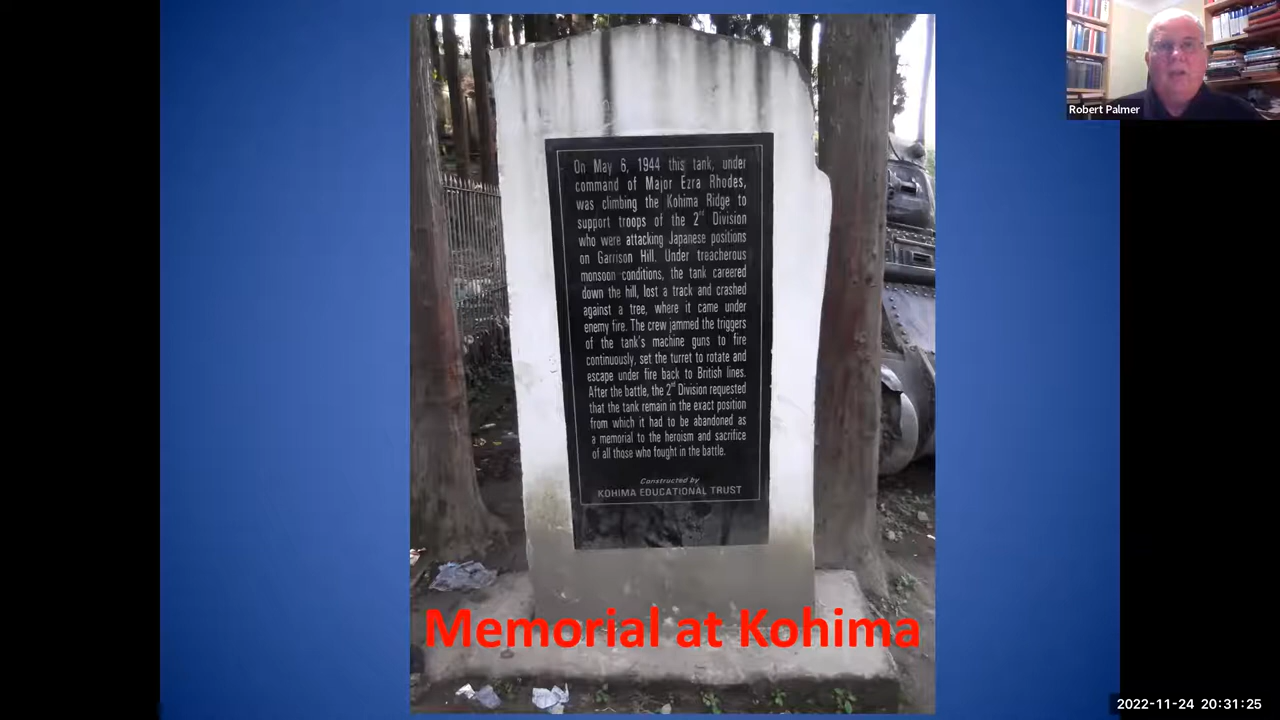 Robert Palmer
On May 6, 1944 this tank, under
command of Major Ezra Rhodes,
was climbing the Kohima Ridge to
support troops of the 2nd Division
who were attacking Japanese positions
on Garrison Hill. Under treacherous
monsoon conditions, the tank careered
down the hill, lost a track and crashed
against a tree, where it came under
enemy fire. The crew jammed the triggers
of the tank's machine guns to fire
continuously, set the turret to rotate and
escape under fire back to British lines.
After the battle, the 2nd Division requested
that the tank remain in the exact position
from which it had to be abandoned as
a memorial to the heroism and sacrifice
of all those who fought in the battle.
Constructed by
KOHIMA EDUCATIONAL TRUST
Memorial at Kohima
2022-11-24 20:31:25